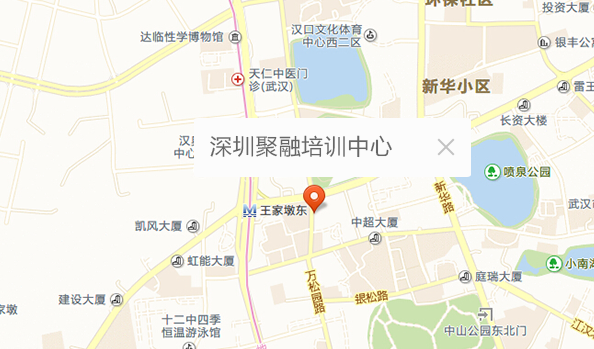 环保社区
投资大厦
汉口文化体育
中心西二区
达临性学博物馆
银丰公寓
天仁中医门
诊(武汉)
新华小区
雷王
长资大楼
汉
中心
深圳聚融培训中心
喷泉公园
新华路
武汉市
王家墩东
凯风大厦
中超大厦
虹能大厦
小南湖
万松园路
庭瑞大厦
建设大厦
银松路
家墩
十二中四季
恒温游泳馆
中山公园东北门
江汉